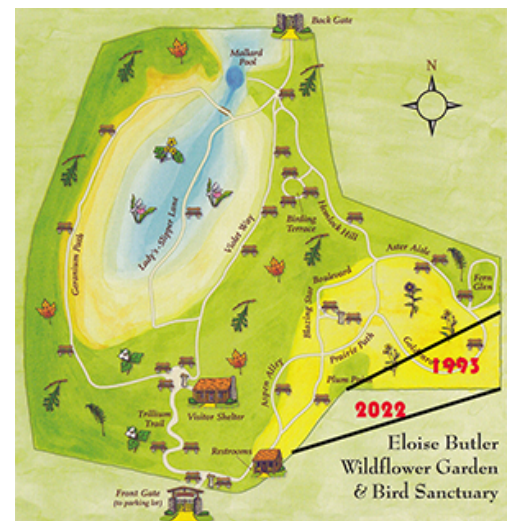 Back Gate
Mallard
Pool
N
Lady's-Slipper Lane
Geranium Path
Violet Way
Birding
Terrace
Hemlock Hill
Aster Aisle
Fern
Glen
Blazing Star
Boulevard
Prairie Path
Aspen Alley
Plum
1993
2022
Trillium
Trail
Visitor Shelter
Restrooms
Front Gate
(to parking lot)
Eloise Butler
Wildflower Garden
& Bird Sanctuary